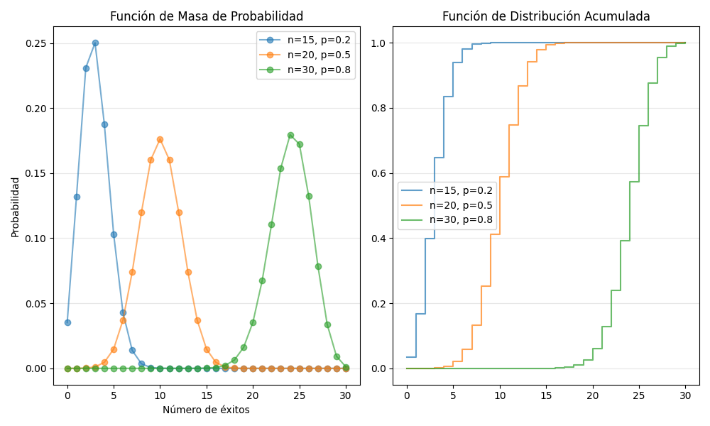 Función de Masa de Probabilidad
Probabilidad
0.25
0.20
0.15
0.10
0.05
0.00
n=15, p=0.2
n=20, p=0.5
n=30, p=0.8
0 5 10 15 20 25 30
Número de éxitos
Función de Distribución Acumulada
1.0
0.8
0.6
0.4
0.2
0.0
n=15, p=0.2
n=20, p=0.5
n=30, p=0.8
0 5 10 15 20 25 30